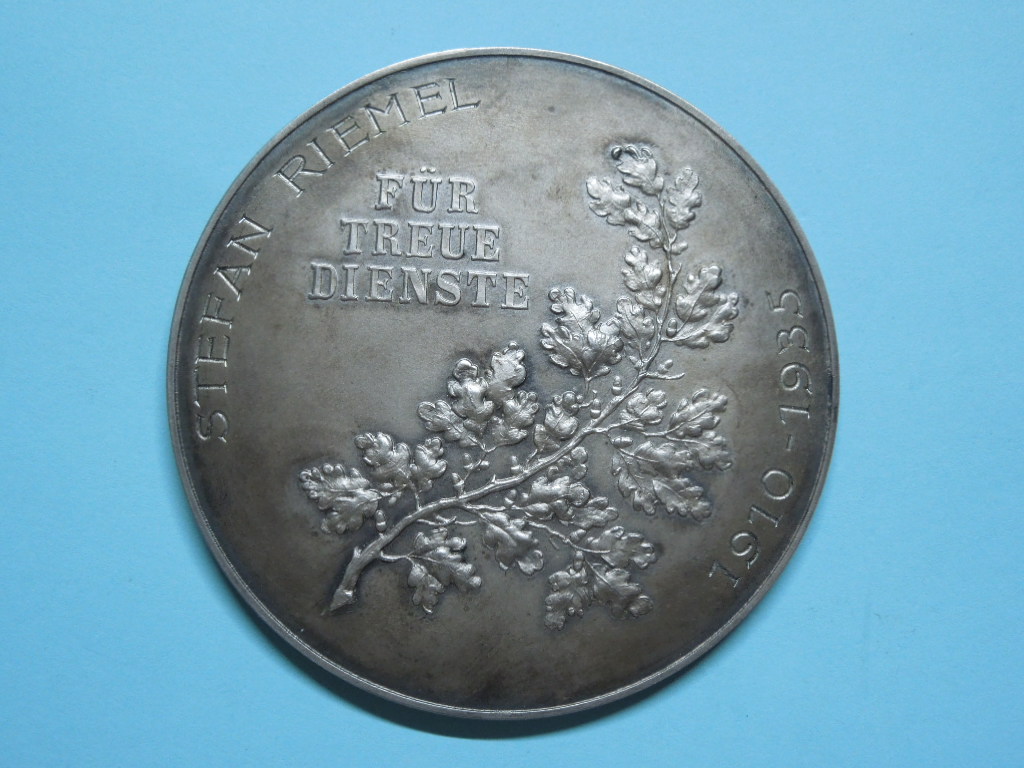 STEFAN RIEMEL
FÜR
TREUE
DIENSTE
1910-1935